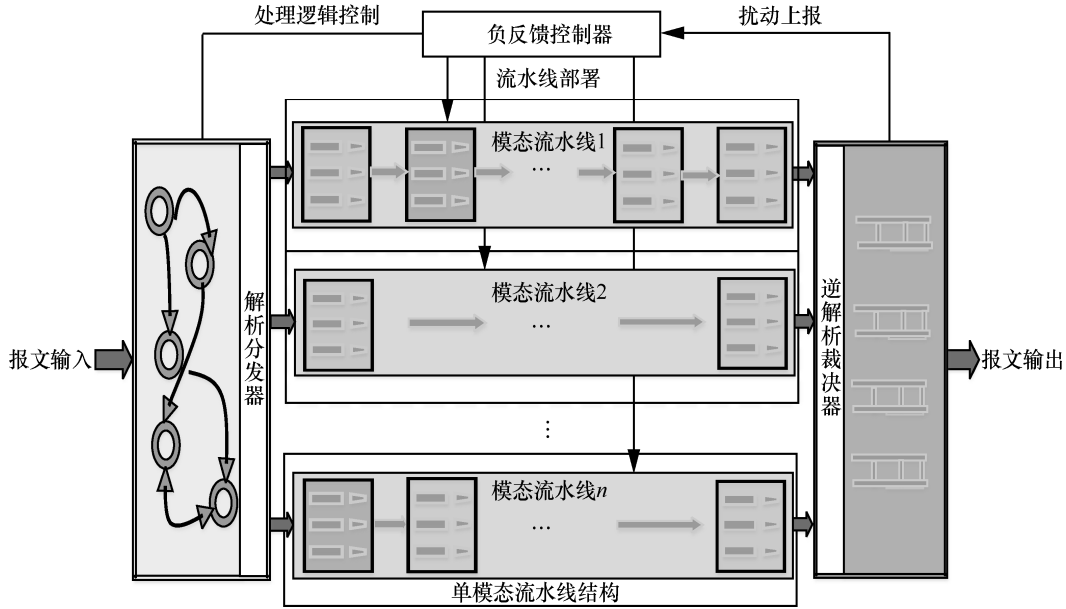 处理逻辑控制
负反馈控制器
扰动上报
流水线部署
模态流水线1
…
模态流水线2
…
解析分发器
逆解析裁决器
报文输入
报文输出
⋮
模态流水线n
…
单模态流水线结构